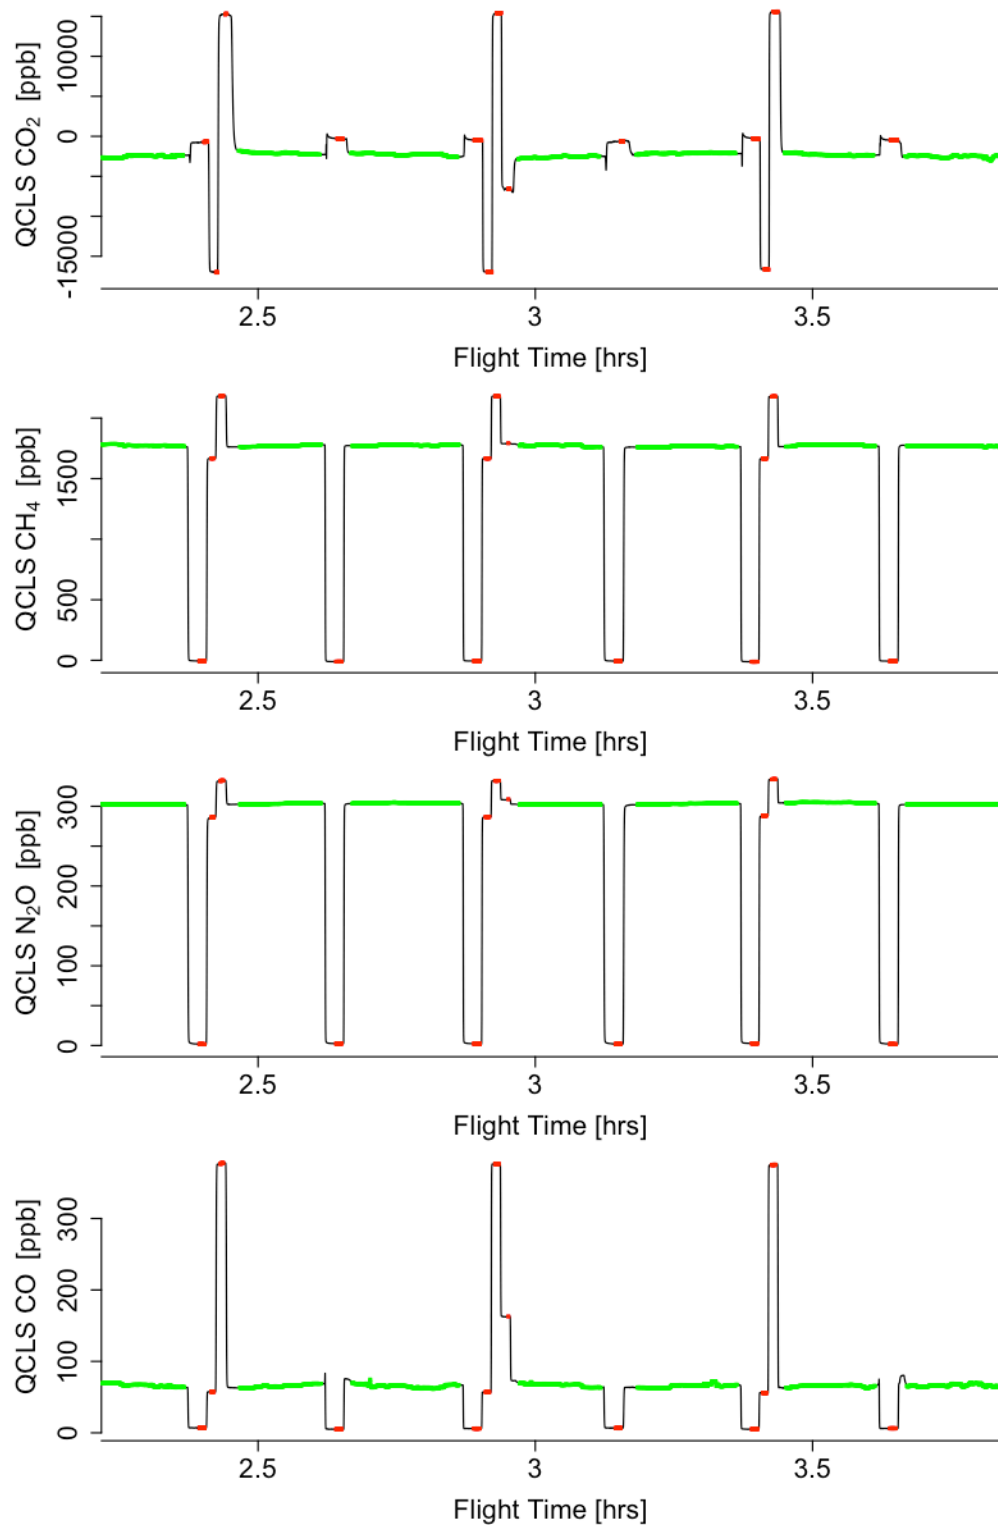 QCLS CO₂ [ppb]
10000
0
-15000
2.5 3 3.5
Flight Time [hrs]
QCLS CH₄ [ppb]
1500
500
0
2.5 3 3.5
Flight Time [hrs]
QCLS N₂O [ppb]
300
200
100
0
2.5 3 3.5
Flight Time [hrs]
QCLS CO [ppb]
300
200
100
0
2.5 3 3.5
Flight Time [hrs]